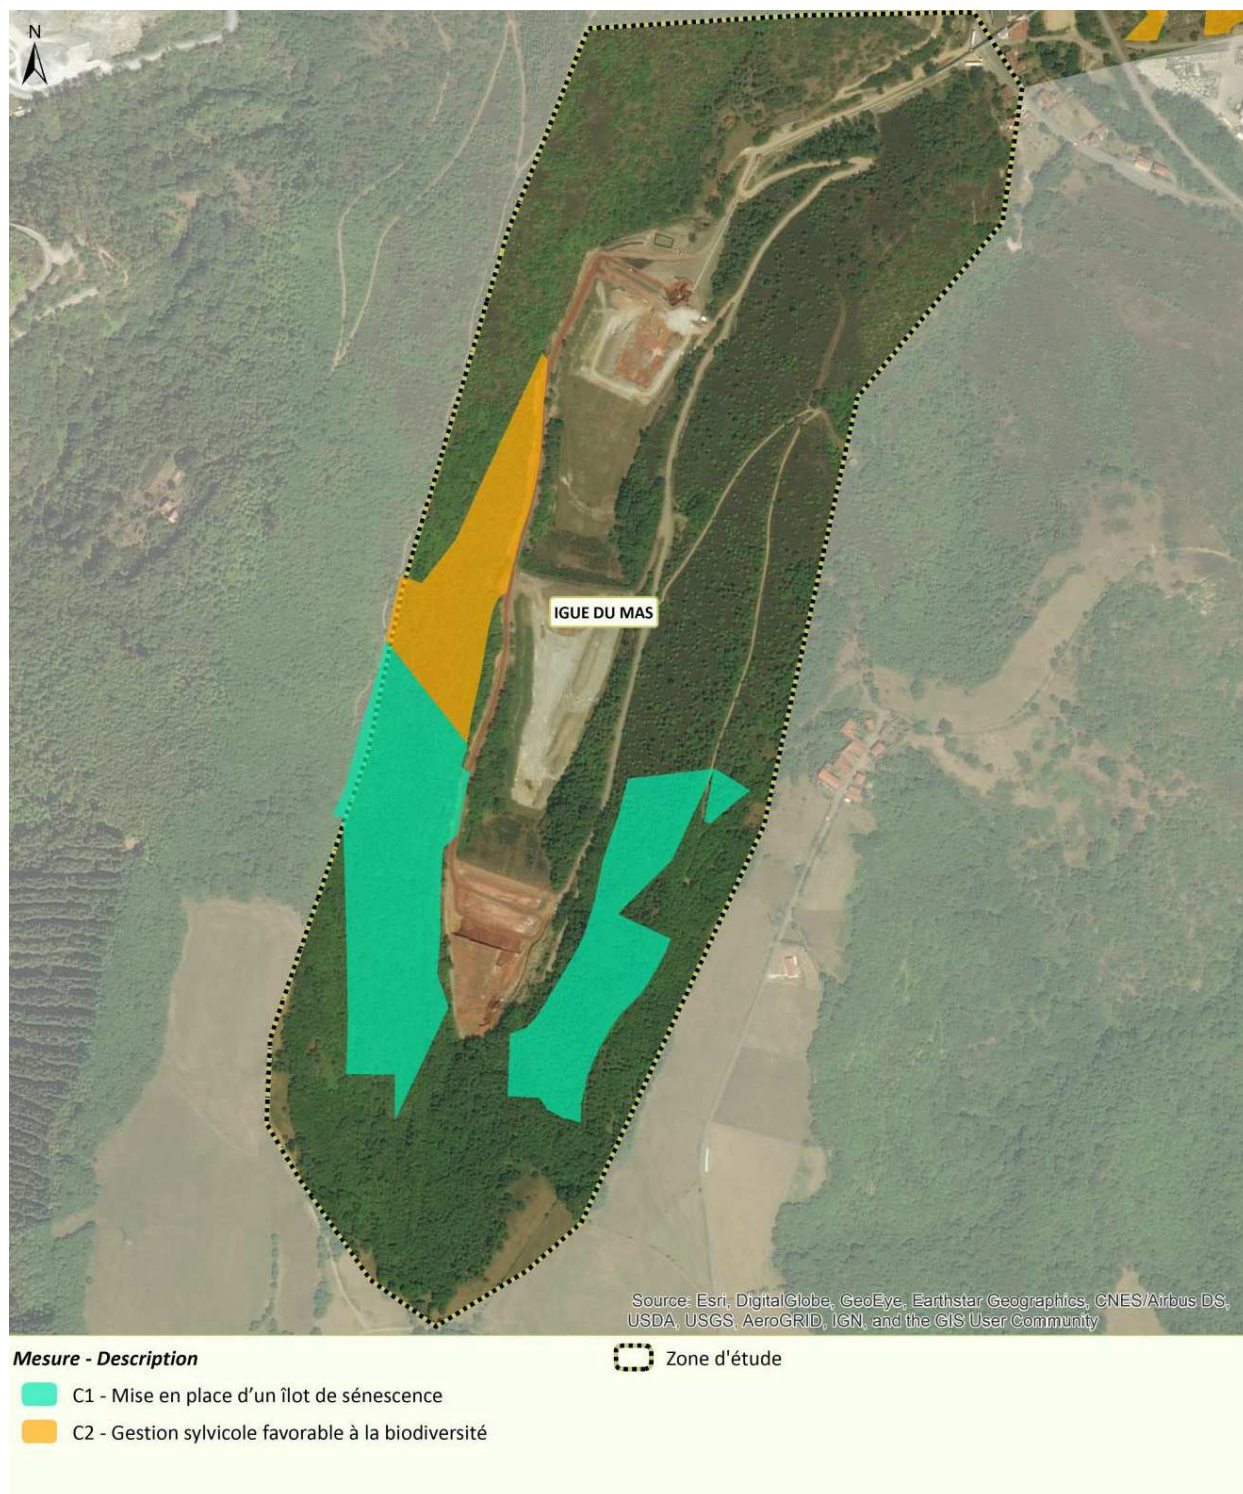 N
IGUE DU MAS
Source: Esri, DigitalGlobe, GeoEye, Earthstar Geographics, CNES/Airbus DS,
USDA, USGS, AeroGRID, IGN, and the GIS User Community
Mesure - Description
Zone d'étude
C1 - Mise en place d’un îlot de sénescence
C2 - Gestion sylvicole favorable à la biodiversité